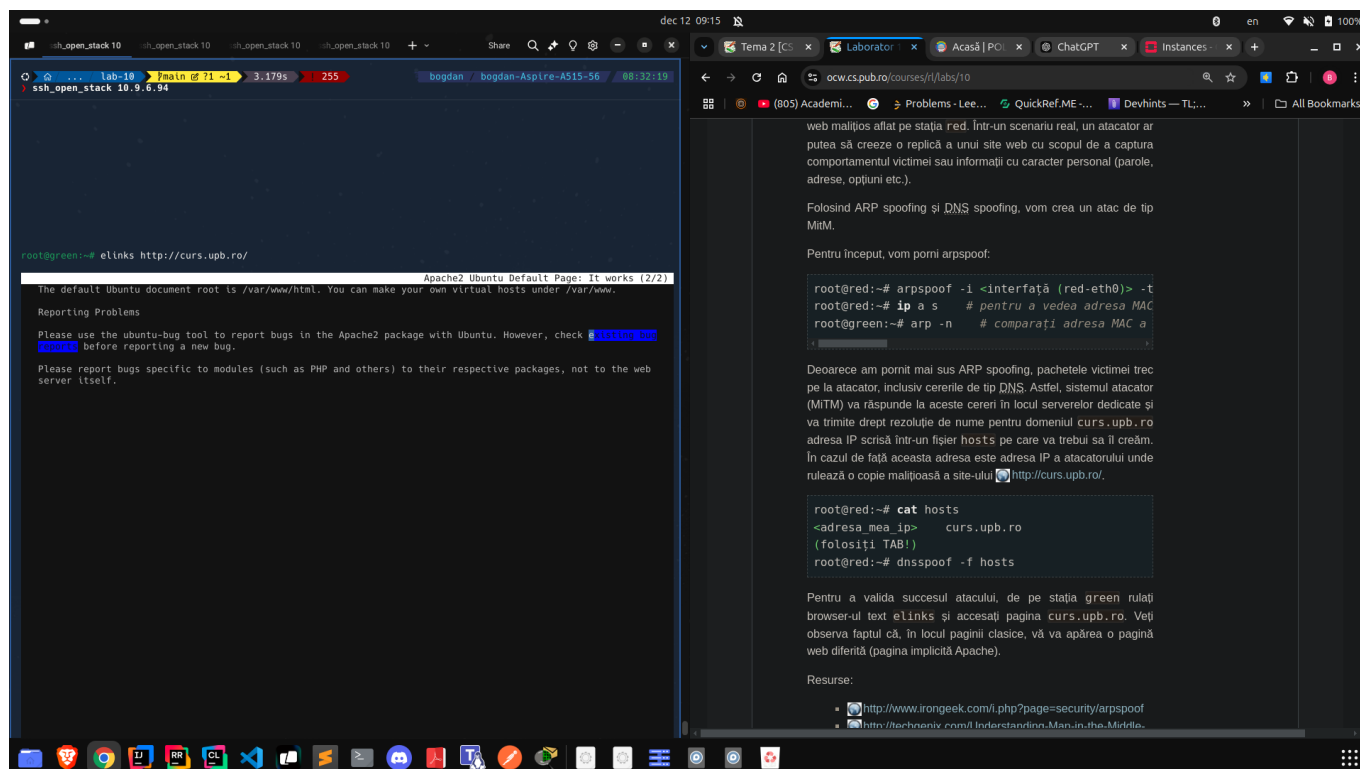 dec 12 09:15
en
100%
ssh_open_stack 10
ssh_open_stack 10
ssh_open_stack 10
ssh_open_stack 10
Share
... lab-10 main ?1 ~1 3.179s 255 bogdan bogdan-Aspire-A515-56 08:32:19
ssh_open_stack 10.9.6.94
root@green:~# elinks http://curs.upb.ro/
Apache2 Ubuntu Default Page: It works (2/2)
The default Ubuntu document root is /var/www/html. You can make your own virtual hosts under /var/www.
Reporting Problems
Please use the ubuntu-bug tool to report bugs in the Apache2 package with Ubuntu. However, check
before reporting a new bug.
Please report bugs specific to modules (such as PHP and others) to their respective packages, not to the web
server itself.
Tema 2 [CS
Laborator 1
Acasă | POL
ChatGPT
Instances -
ocw.cs.pub.ro/courses/rl/labs/10
(805) Academi...
Problems - Lee...
QuickRef.ME -...
Devhints — TL;...
»
All Bookmarks
web malițios aflat pe stația red. Într-un scenariu real, un atacator ar
putea să creeze o replică a unui site web cu scopul de a captura
comportamentul victimei sau informații cu caracter personal (parole,
adrese, opțiuni etc.).
Folosind ARP spoofing și DNS spoofing, vom crea un atac de tip
MitM.
Pentru început, vom porni arpspoof:
root@red:~# arpspoof -i <interfață (red-eth0)> -t
root@red:~# ip a s # pentru a vedea adresa MAC
root@green:~# arp -n # comparați adresa MAC a
Deoarece am pornit mai sus ARP spoofing, pachetele victimei trec
pe la atacator, inclusiv cererile de tip DNS. Astfel, sistemul atacator
(MiTM) va răspunde la aceste cereri în locul serverelor dedicate și
va trimite drept rezoluție de nume pentru domeniul curs.upb.ro
adresa IP scrisă într-un fișier hosts pe care va trebui sa îl creăm.
În cazul de față aceasta adresa este adresa IP a atacatorului unde
rulează o copie malițioasă a site-ului http://curs.upb.ro/.
root@red:~# cat hosts
<adresa_mea_ip> curs.upb.ro
(folosiți TAB!)
root@red:~# dnsspoof -f hosts
Pentru a valida succesul atacului, de pe stația green rulați
browser-ul text elinks și accesați pagina curs.upb.ro. Veți
observa faptul că, în locul paginii clasice, vă va apărea o pagină
web diferită (pagina implicită Apache).
Resurse:
http://www.irongeek.com/i.php?page=security/arpspoof
http://techgenix.com/Understanding-Man-in-the-Middle-